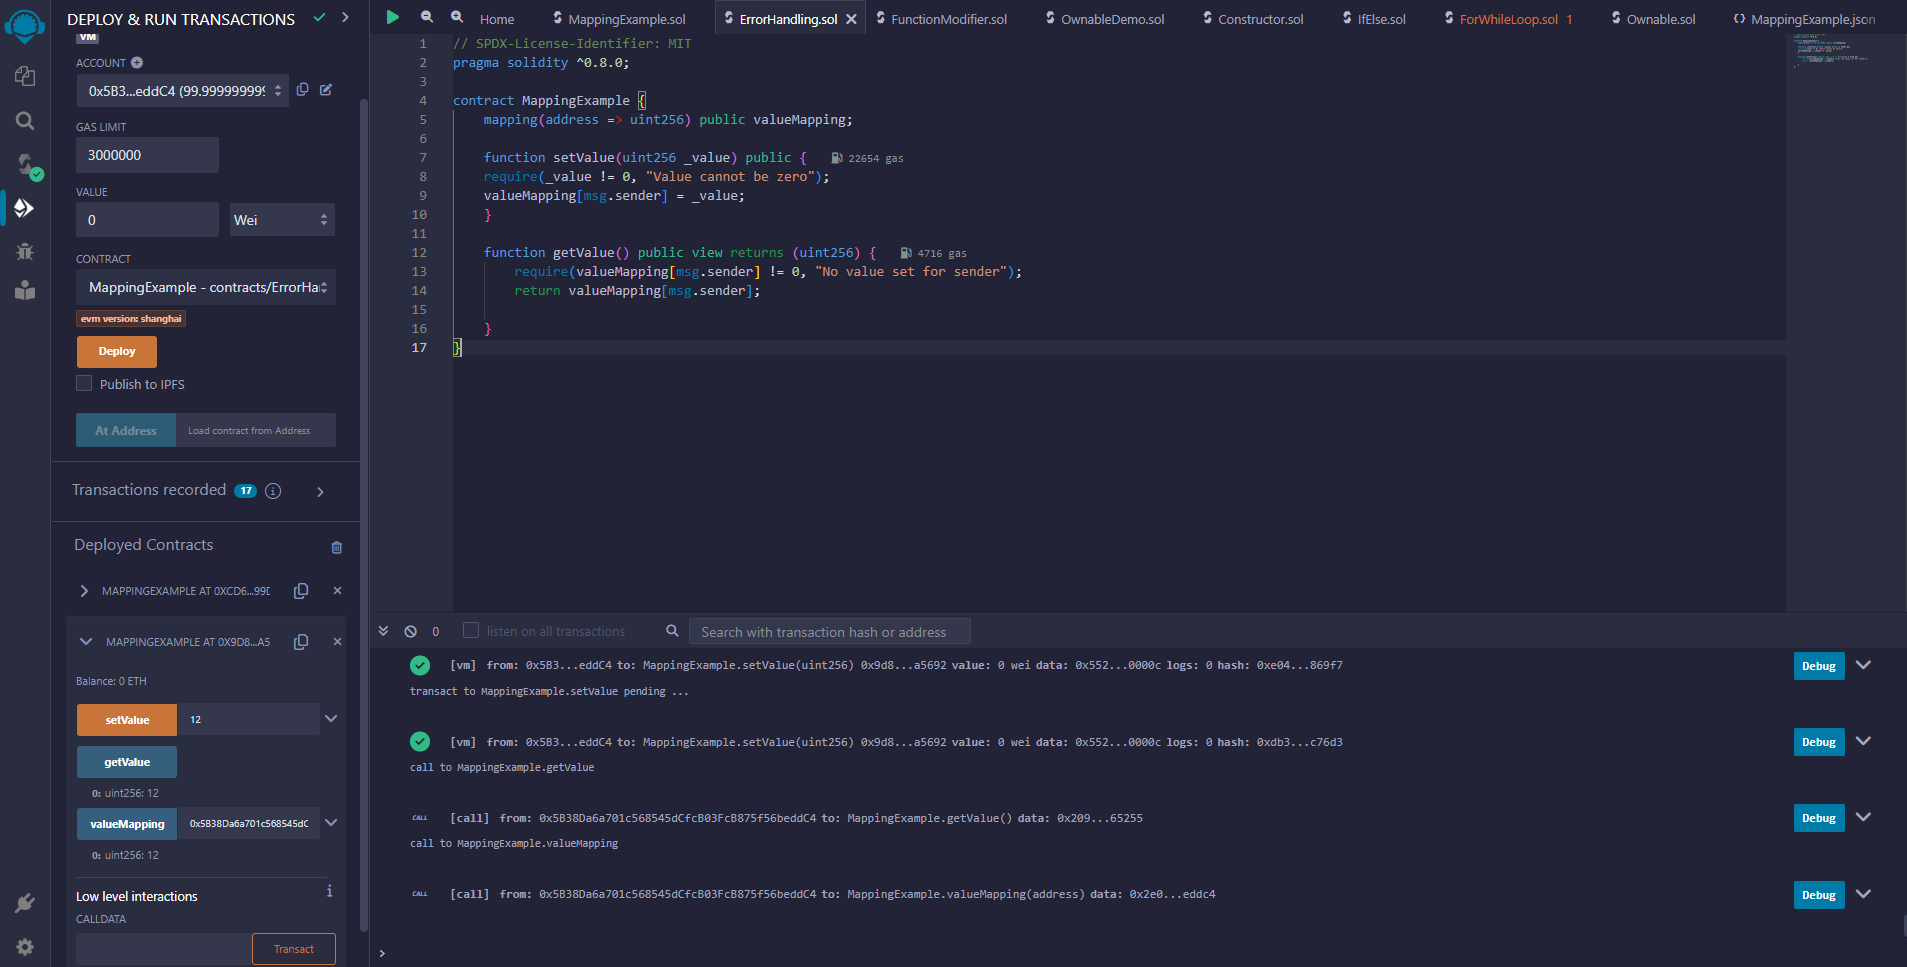 DEPLOY & RUN TRANSACTIONS
VM
ACCOUNT
0x5B3...eddC4 (99.9999999999
GAS LIMIT
3000000
VALUE
0
Wei
CONTRACT
MappingExample - contracts/ErrorHa
evm version: shanghai
Deploy
Publish to IPFS
At Address
Load contract from Address
Transactions recorded 17
Deployed Contracts
MAPPINGEXAMPLE AT 0XCD6...99D
MAPPINGEXAMPLE AT 0X9D8...A5
Balance: 0 ETH
setValue 12
getValue
0: uint256: 12
valueMapping 0x5B38Da6a701c568545dC
0: uint256: 12
Low level interactions
CALLDATA
Transact
Home MappingExample.sol ErrorHandling.sol FunctionModifier.sol OwnableDemo.sol Constructor.sol IfElse.sol ForWhileLoop.sol 1 Ownable.sol MappingExample.json
1 // SPDX-License-Identifier: MIT
2 pragma solidity ^0.8.0;
3
4 contract MappingExample {
5 mapping(address => uint256) public valueMapping;
6
7 function setValue(uint256 _value) public { 22654 gas
8 require(_value != 0, "Value cannot be zero");
9 valueMapping[msg.sender] = _value;
10 }
11
12 function getValue() public view returns (uint256) { 4716 gas
13 require(valueMapping[msg.sender] != 0, "No value set for sender");
14 return valueMapping[msg.sender];
15
16 }
17 }
0 listen on all transactions Search with transaction hash or address
[vm] from: 0x5B3...eddC4 to: MappingExample.setValue(uint256) 0x9d8...a5692 value: 0 wei data: 0x552...0000c logs: 0 hash: 0xe04...869f7 Debug
transact to MappingExample.setValue pending ...
[vm] from: 0x5B3...eddC4 to: MappingExample.setValue(uint256) 0x9d8...a5692 value: 0 wei data: 0x552...0000c logs: 0 hash: 0xdb3...c76d3 Debug
call to MappingExample.getValue
CALL [call] from: 0x5B38Da6a701c568545dCfcB03FcB875f56beddC4 to: MappingExample.getValue() data: 0x209...65255 Debug
call to MappingExample.valueMapping
CALL [call] from: 0x5B38Da6a701c568545dCfcB03FcB875f56beddC4 to: MappingExample.valueMapping(address) data: 0x2e0...eddc4 Debug
>